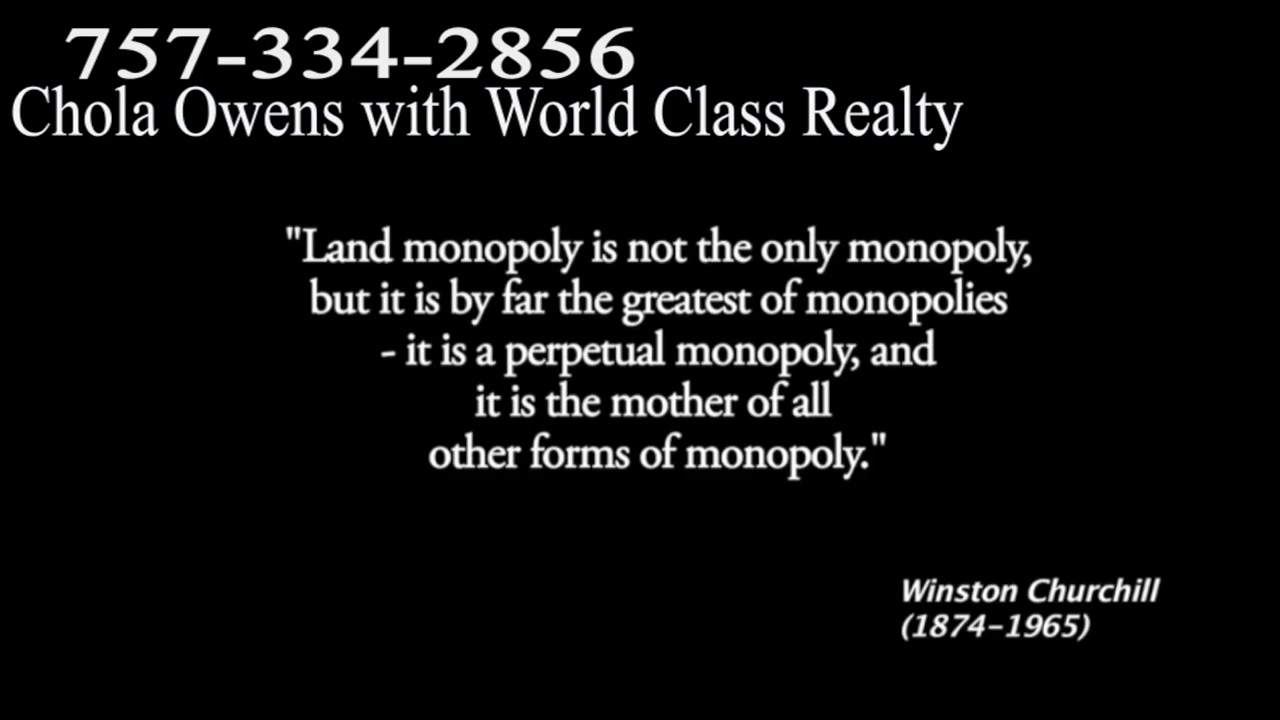 757-334-2856
Chola Owens with World Class Realty
"Land monopoly is not the only monopoly,
but it is by far the greatest of monopolies
- it is a perpetual monopoly, and
it is the mother of all
other forms of monopoly."
Winston Churchill
(1874-1965)